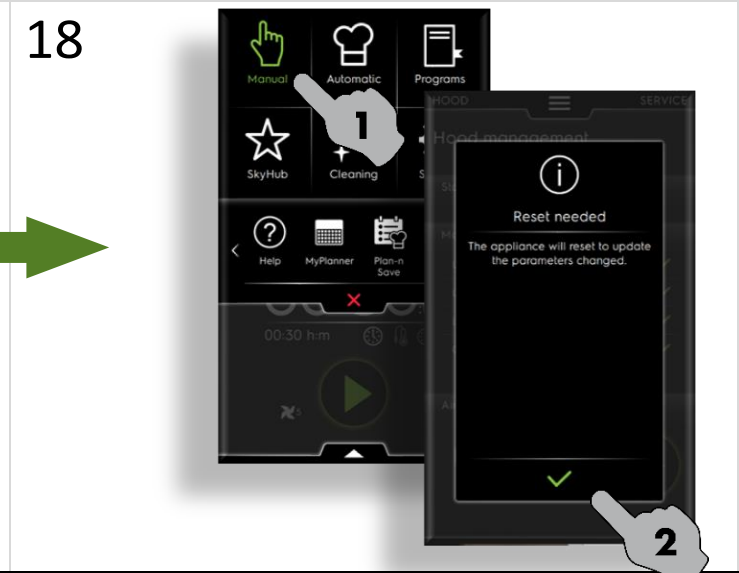 18
Manual Automatic Programs
1
SkyHub Cleaning S
Help MyPlanner Plan-n
Save
00:30 h:m
5
HOOD SERVICE
Hood management
Reset needed
The appliance will reset to update
the parameters changed.
2